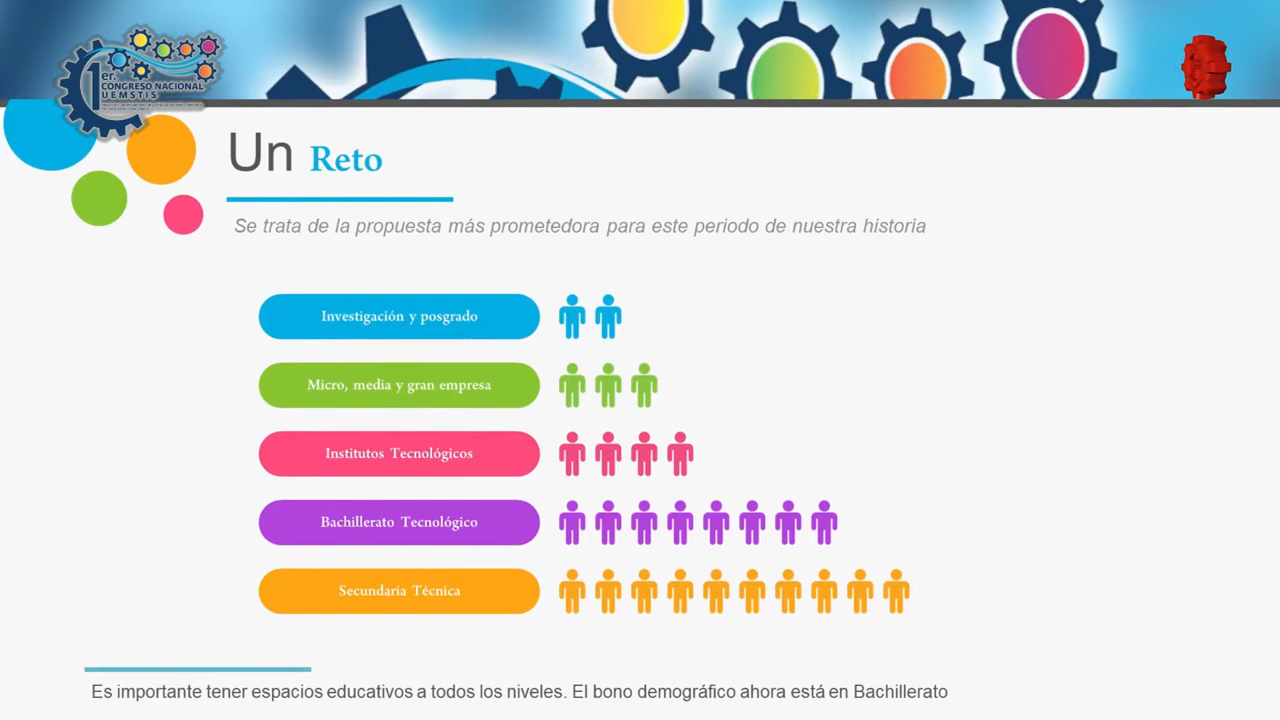 1er.
CONGRESO NACIONAL
UEMSTIS
Un Reto
Se trata de la propuesta más prometedora para este periodo de nuestra historia
Investigación y posgrado
Micro, media y gran empresa
Institutos Tecnológicos
Bachillerato Tecnológico
Secundaria Técnica
Es importante tener espacios educativos a todos los niveles. El bono demográfico ahora está en Bachillerato